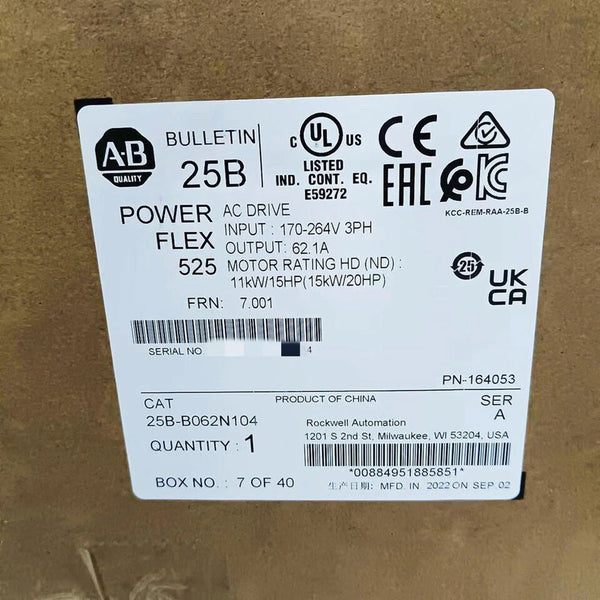 A-B
QUALITY
BULLETIN
25B
C UL US
LISTED
IND. CONT. EQ.
E59272
CE
EAC
KC
KCC-REM-RAA-25B-B
POWER
FLEX
525
AC DRIVE
INPUT : 170-264V 3PH
OUTPUT: 62.1A
MOTOR RATING HD (ND) :
11kW/15HP(15kW/20HP)
25
UK
CA
FRN: 7.001
SERIAL NO. 4
PN-164053
CAT
25B-B062N104
PRODUCT OF CHINA
SER
A
QUANTITY : 1
Rockwell Automation
1201 S 2nd St, Milwaukee, WI 53204, USA
*00884951885851*
BOX NO. : 7 OF 40
生产日期: MFD. IN. 2022 ON SEP. 02